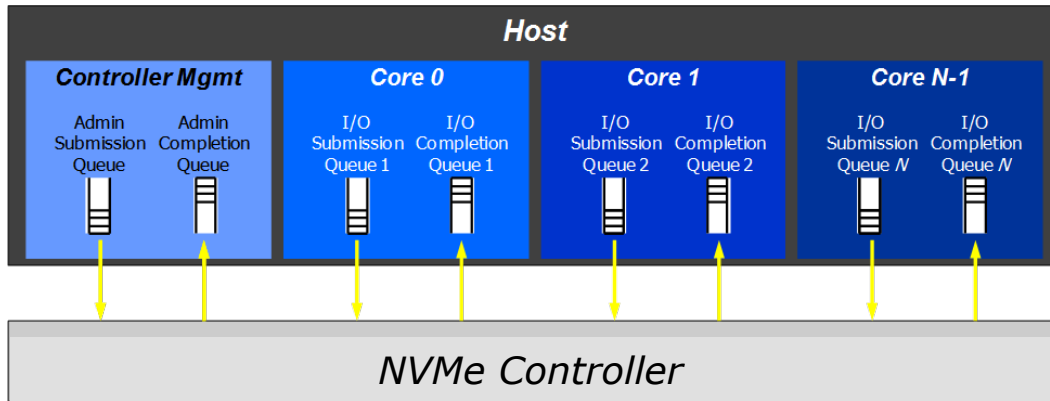 Host
Controller Mgmt
Admin
Submission
Queue
Admin
Completion
Queue
Core 0
I/O
Submission
Queue 1
I/O
Completion
Queue 1
Core 1
I/O
Submission
Queue 2
I/O
Completion
Queue 2
Core N-1
I/O
Submission
Queue N
I/O
Completion
Queue N
NVMe Controller